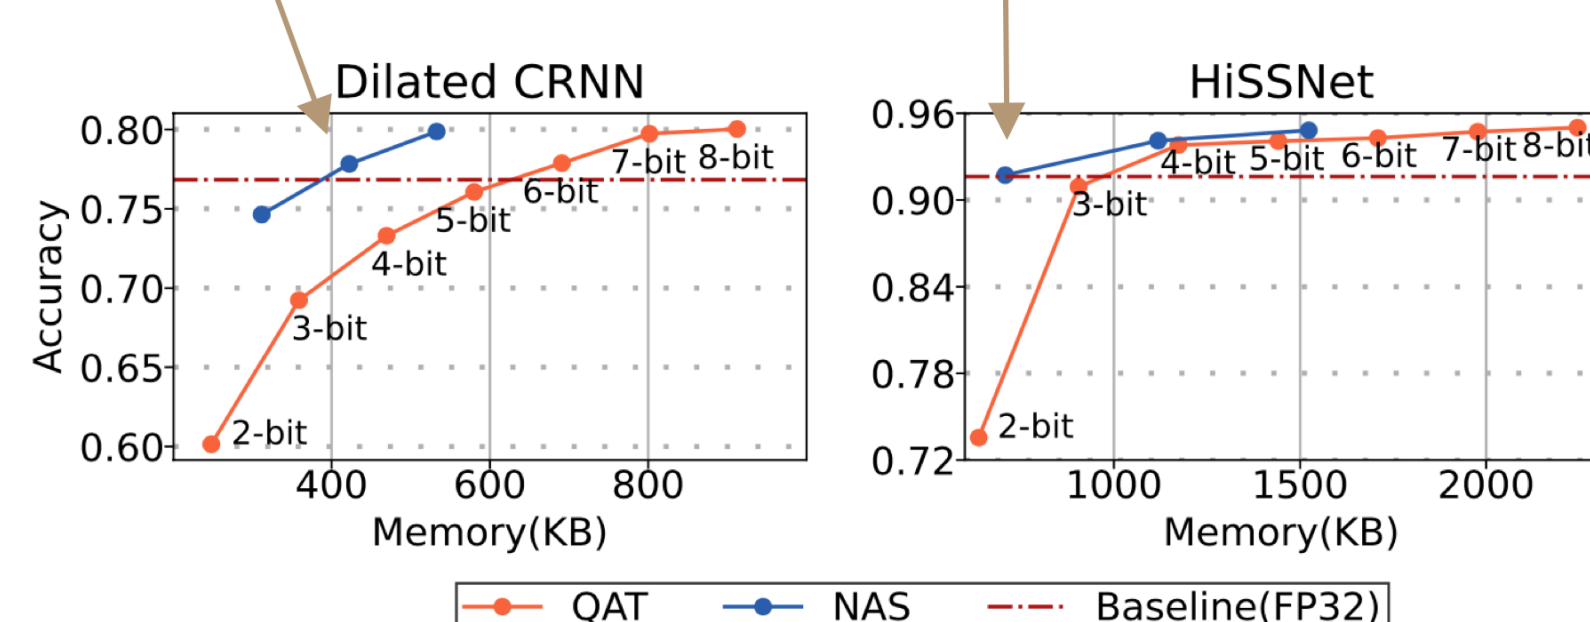 Dilated CRNN
HiSSNet
Accuracy
0.80
0.75
0.70
0.65
0.60
2-bit
3-bit
4-bit
5-bit
6-bit
7-bit
8-bit
400
600
800
Memory(KB)
0.96
0.90
0.84
0.78
0.72
2-bit
3-bit
4-bit
5-bit
6-bit
7-bit
8-bit
1000
1500
2000
Memory(KB)
QAT
NAS
Baseline(FP32)